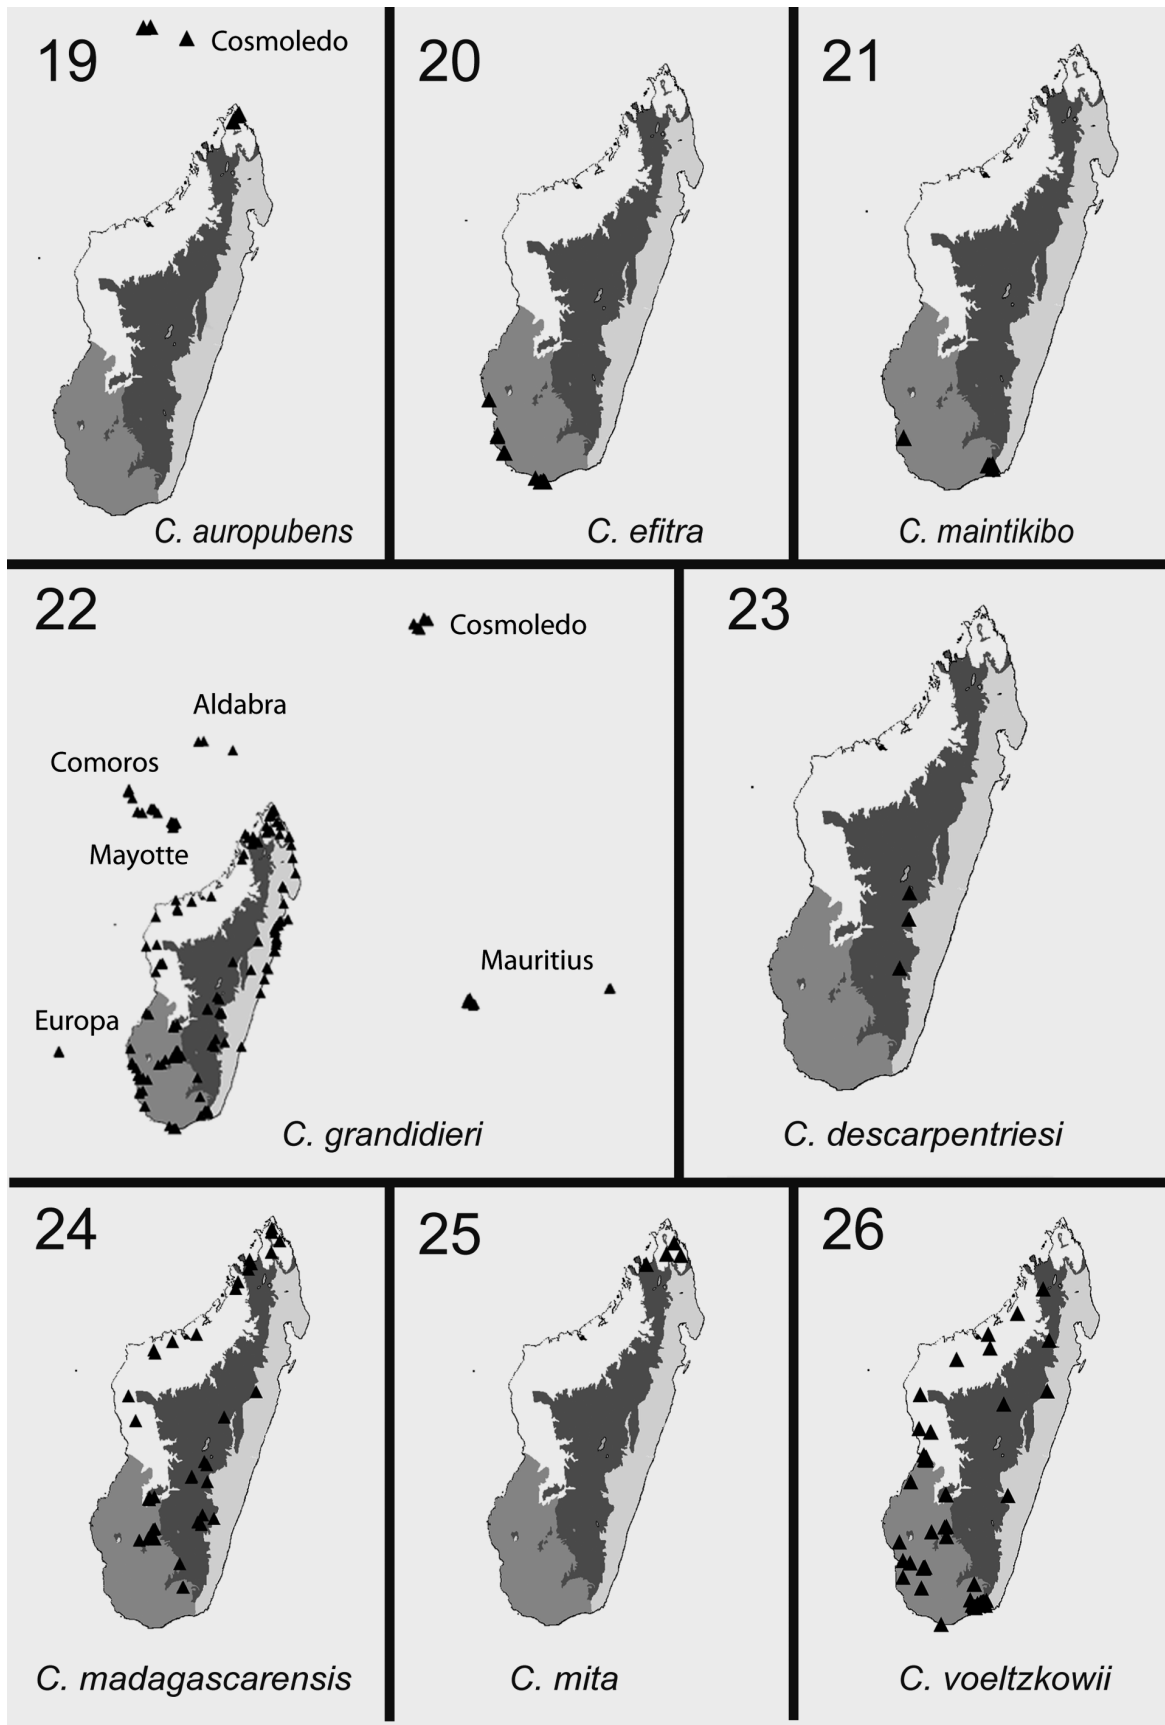 19
Cosmoledo
C. auropubens
20
C. efitra
21
C. maintikibo
22
Cosmoledo
Aldabra
Comoros
Mayotte
Mauritius
Europa
C. grandidieri
23
C. descarpentriesi
24
C. madagascarensis
25
C. mita
26
C. voeltzkowii